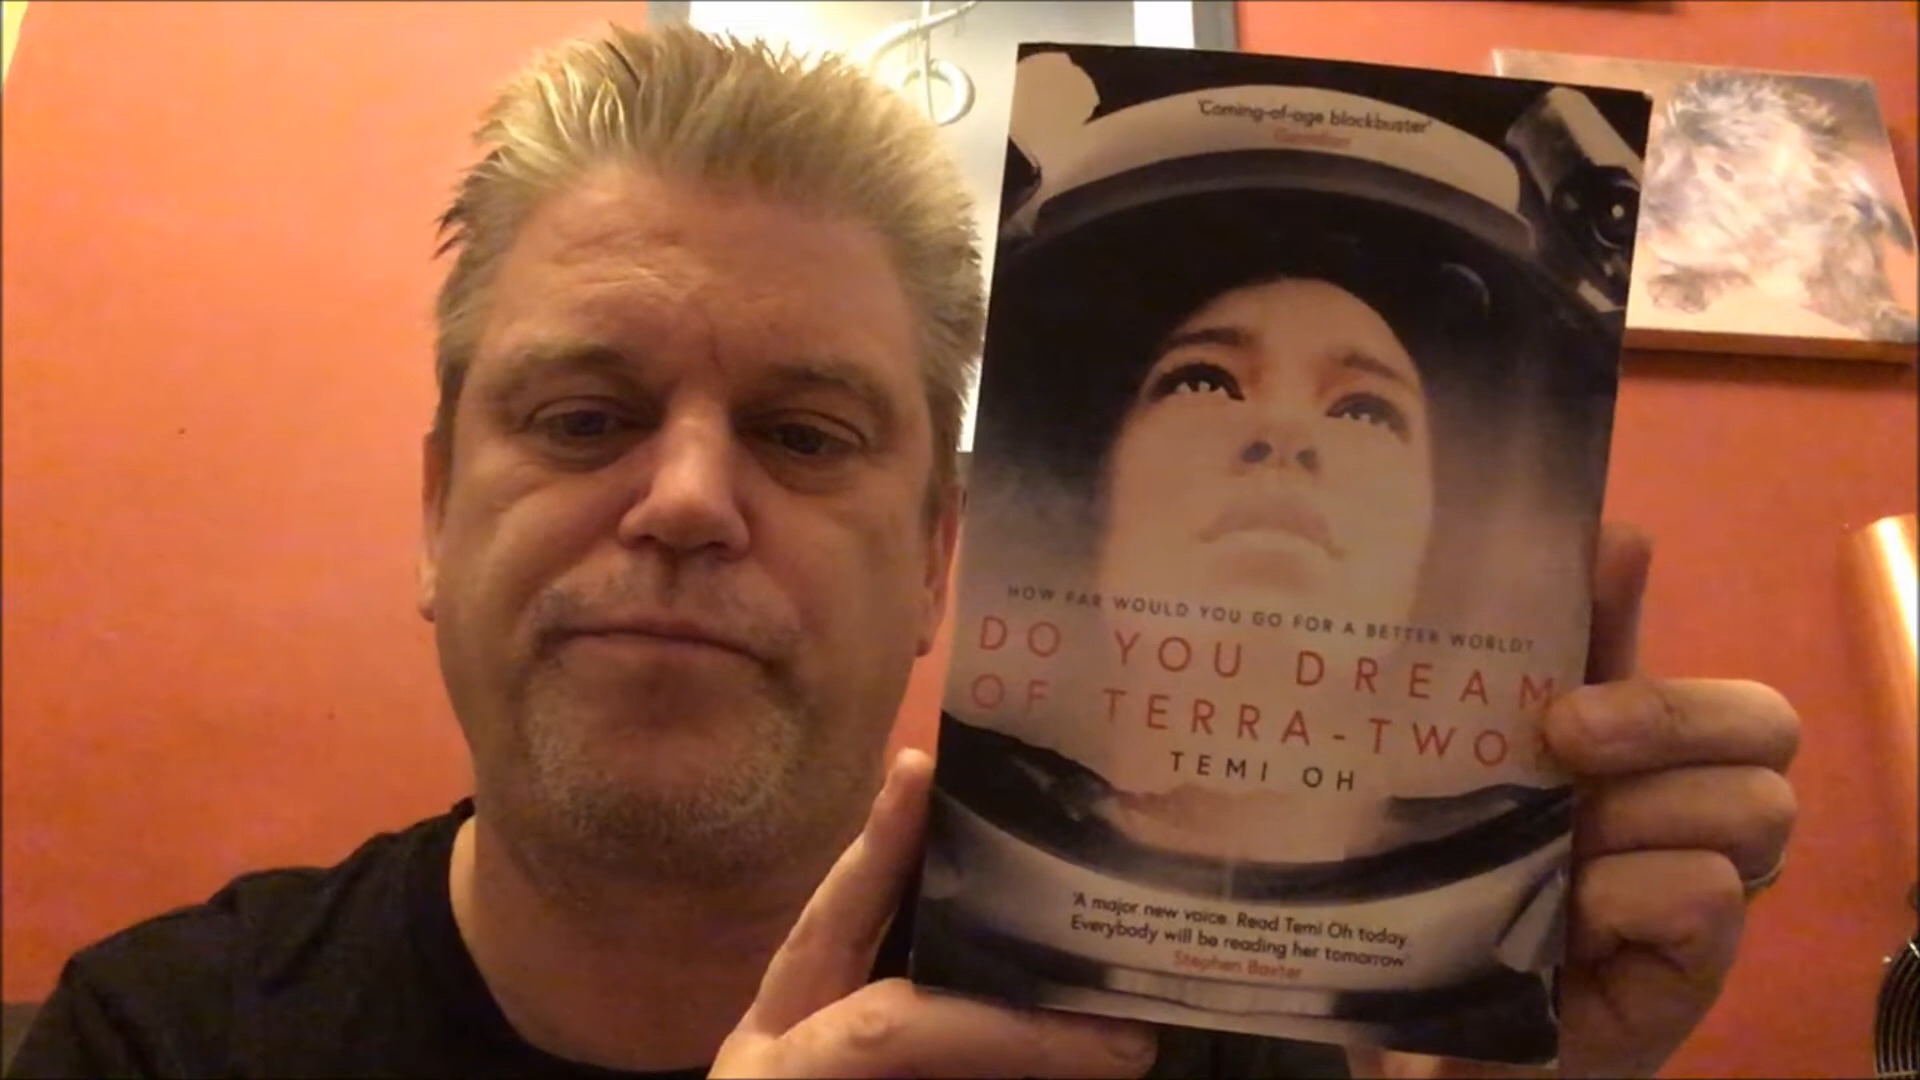 'Coming-of-age blockbuster'
Guardian
HOW FAR WOULD YOU GO FOR A BETTER WORLD?
DO YOU DREAM
OF TERRA-TWO?
TEMI OH
'A major new voice. Read Temi Oh today.
Everybody will be reading her tomorrow'
Stephen Baxter